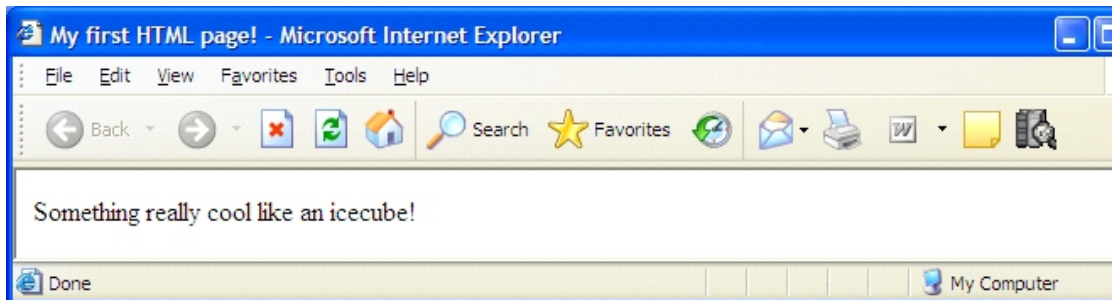 My first HTML page! - Microsoft Internet Explorer
File Edit View Favorites Tools Help
Back Search Favorites W
Something really cool like an icecube!
Done My Computer